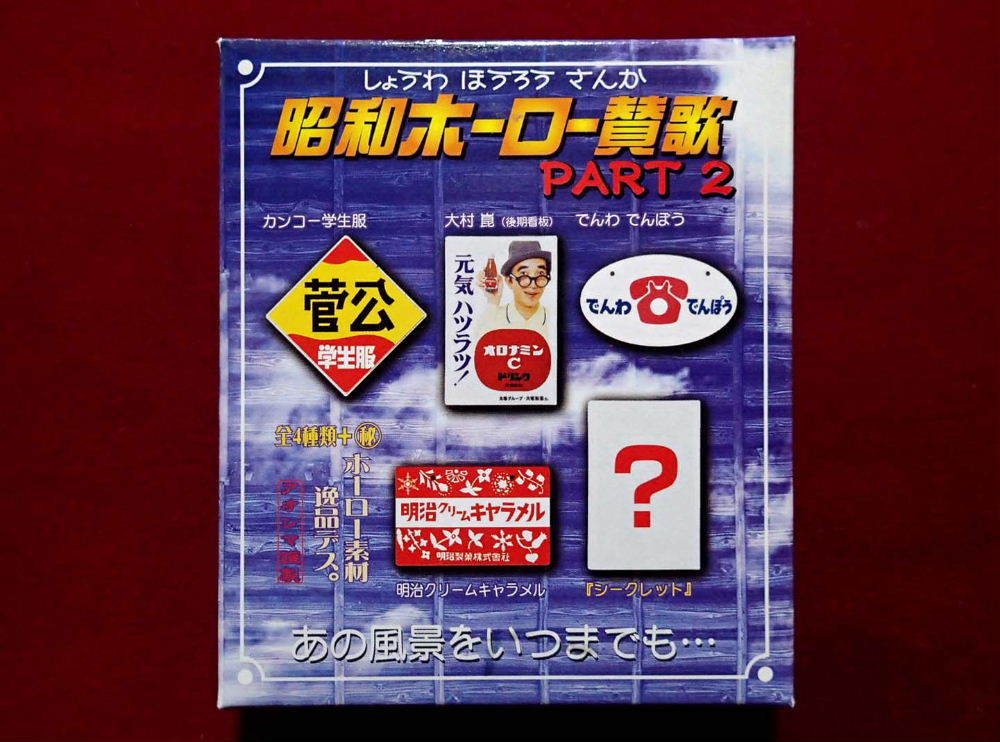 しょうわ ほうろう さんか
昭和ホーロー賛歌
PART 2
カンコー学生服
大村 崑（後期看板）
でんわ でんぽう
菅公
学生服
元気ハツラツ！
オロナミン
C
ドリンク
でんわ でんぽう
全4種類+㊙
ホーロー素材
逸品デス。
?
明治クリームキャラメル
明治製菓株式会社
明治クリームキャラメル
『シークレット』
あの風景をいつまでも…